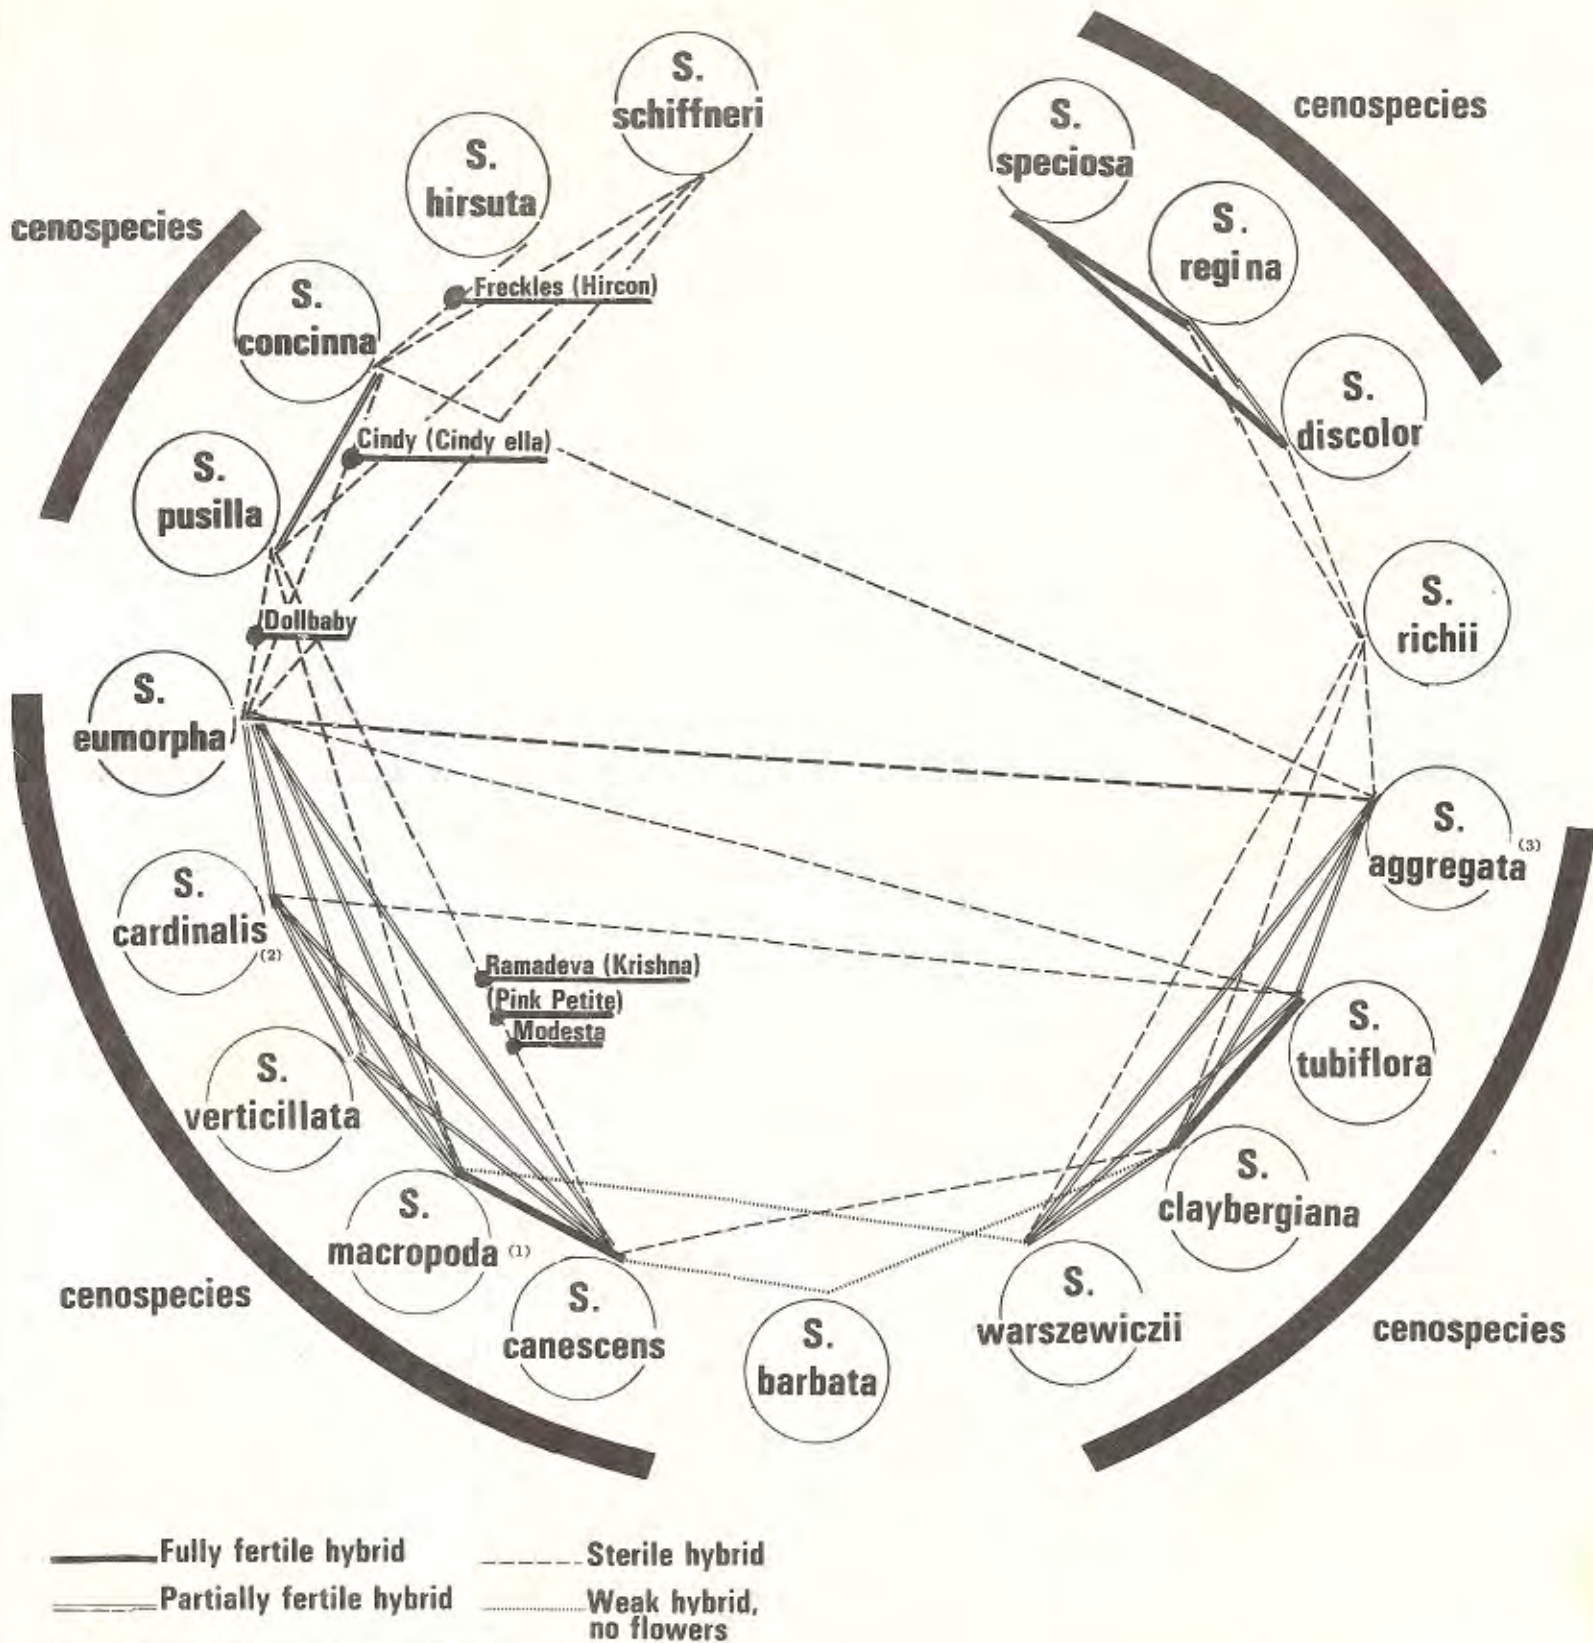 S.
schiffneri
S.
hirsuta
S.
speciosa
cenospecies
S.
regina
cenospecies
Freckles (Hircon)
S.
concinna
S.
discolor
Cindy (Cindy ella)
S.
pusilla
Dollbaby
S.
richii
S.
eumorpha
S.
aggregata (3)
S.
cardinalis
(2)
Ramadeva (Krishna)
(Pink Petite)
Modesta
S.
tubiflora
S.
verticillata
S.
claybergiana
S.
macropoda (1)
S.
canescens
S.
warszewiczii
S.
barbata
cenospecies
cenospecies
Fully fertile hybrid
Sterile hybrid
Partially fertile hybrid
Weak hybrid,
no flowers